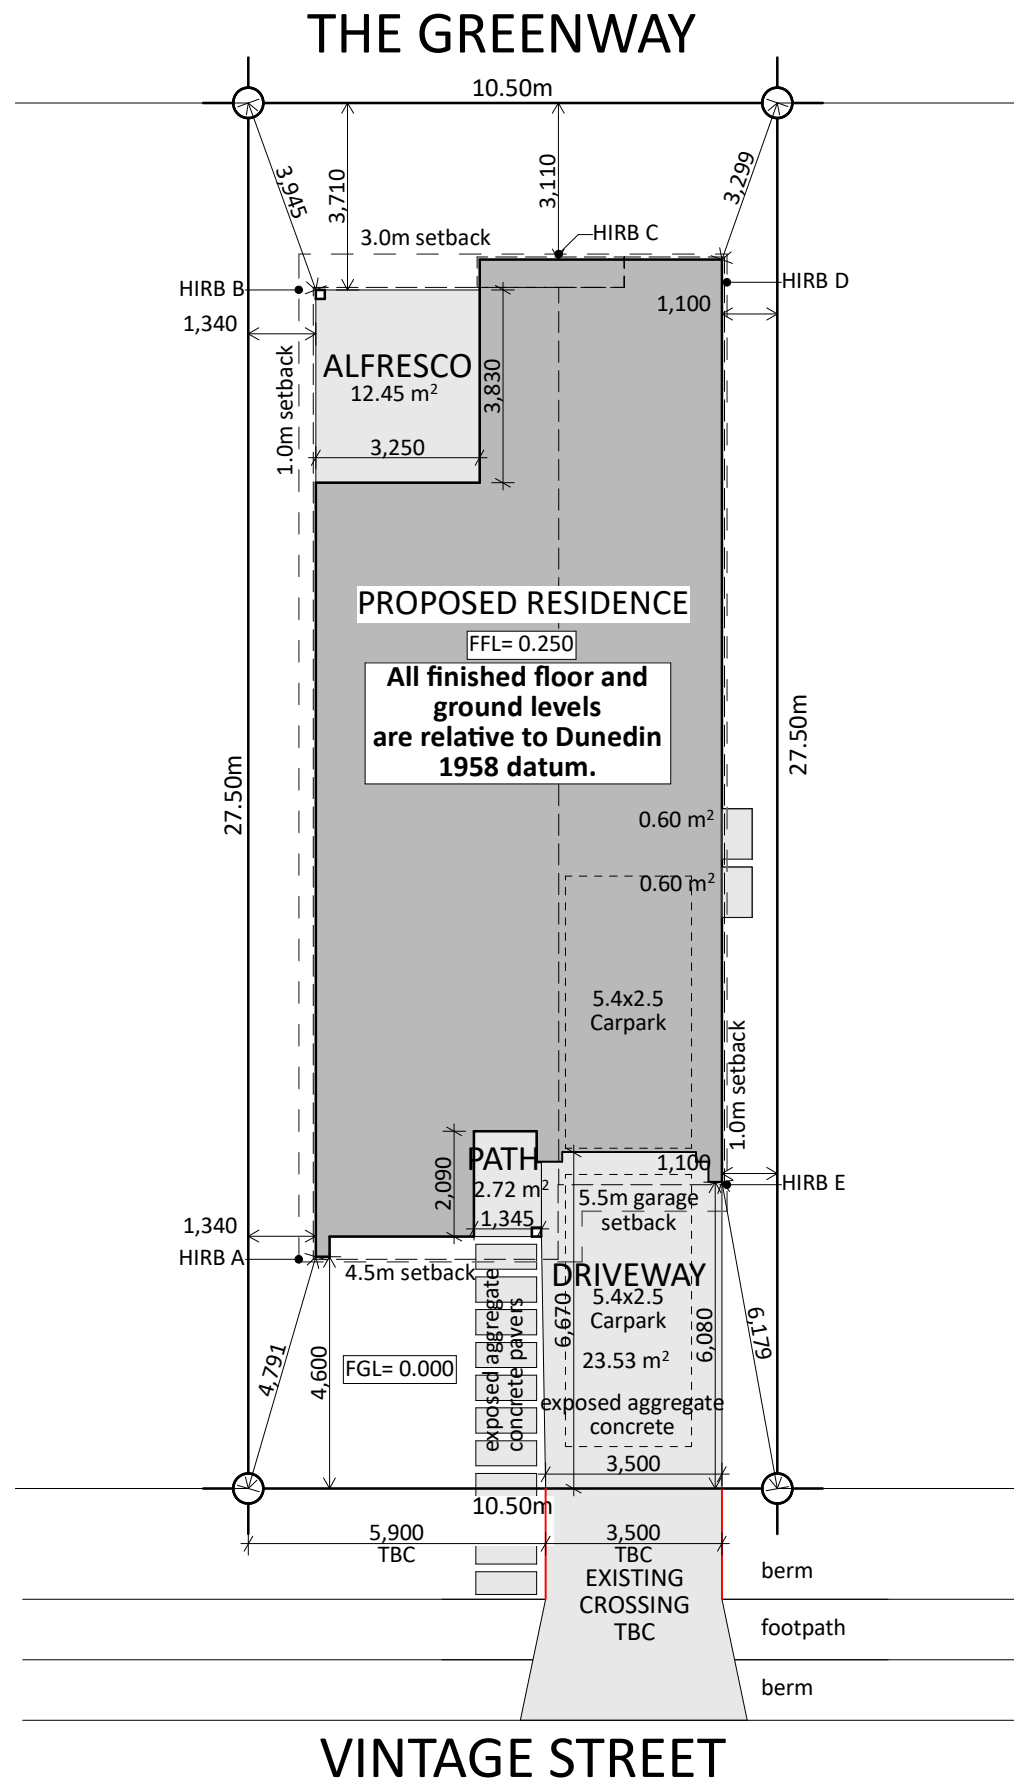 THE GREENWAY
10.50m
3,945
3,710
3,110
3,299
3.0m setback
HIRB C
HIRB B
HIRB D
1,340
1,100
ALFRESCO
12.45 m²
3,830
1.0m setback
3,250
PROPOSED RESIDENCE
FFL= 0.250
All finished floor and
ground levels
are relative to Dunedin
1958 datum.
27.50m
27.50m
0.60 m²
0.60 m²
5.4x2.5
Carpark
1.0m setback
PATH
2.72 m²
2,090
1,345
1,100
HIRB E
5.5m garage
setback
1,340
HIRB A
4.5m setback
DRIVEWAY
5.4x2.5
Carpark
23.53 m²
exposed aggregate
concrete
exposed aggregate
concrete pavers
6,670
6,080
6,179
4,791
4,600
FGL= 0.000
3,500
10.50m
5,900
TBC
3,500
TBC
EXISTING
CROSSING
TBC
berm
footpath
berm
VINTAGE STREET